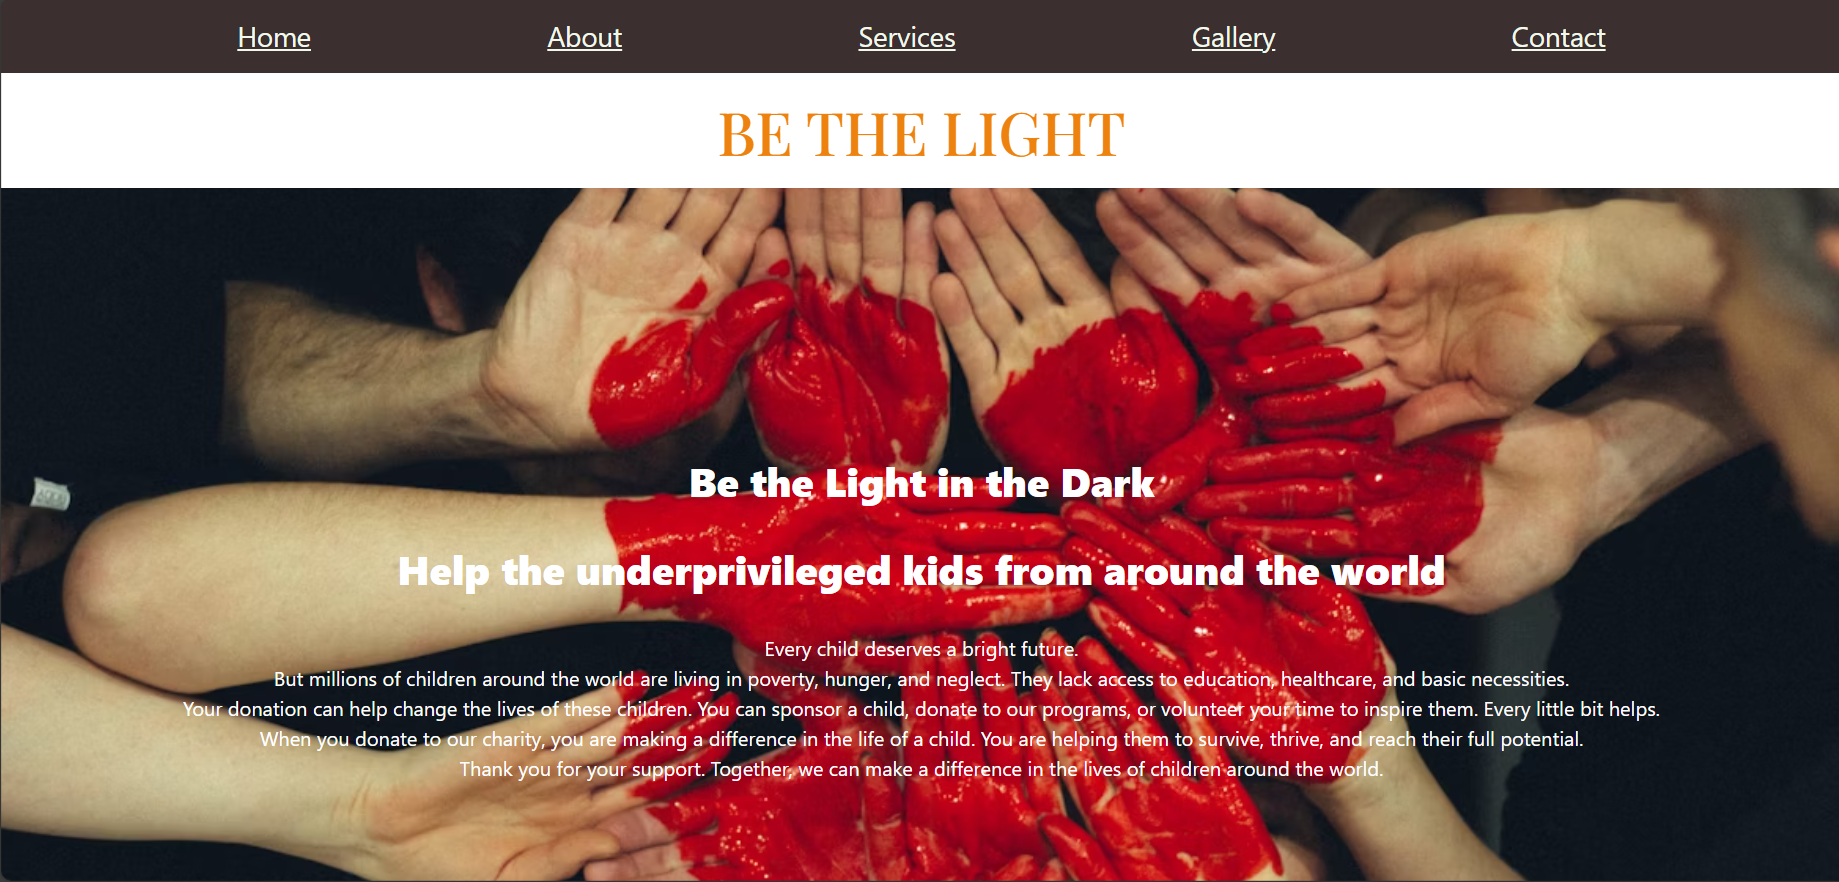 Home About Services Gallery Contact
BE THE LIGHT
Be the Light in the Dark
Help the underprivileged kids from around the world
Every child deserves a bright future.
But millions of children around the world are living in poverty, hunger, and neglect. They lack access to education, healthcare, and basic necessities.
Your donation can help change the lives of these children. You can sponsor a child, donate to our programs, or volunteer your time to inspire them. Every little bit helps.
When you donate to our charity, you are making a difference in the life of a child. You are helping them to survive, thrive, and reach their full potential.
Thank you for your support. Together, we can make a difference in the lives of children around the world.